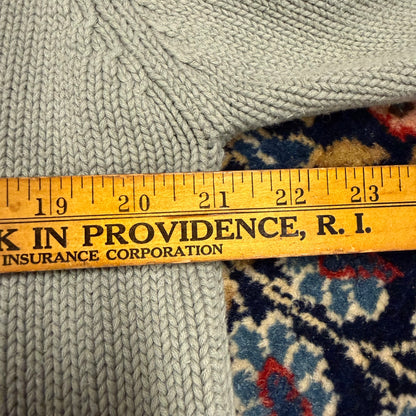 19 20 21 22 23
K IN PROVIDENCE, R. I.
INSURANCE CORPORATION